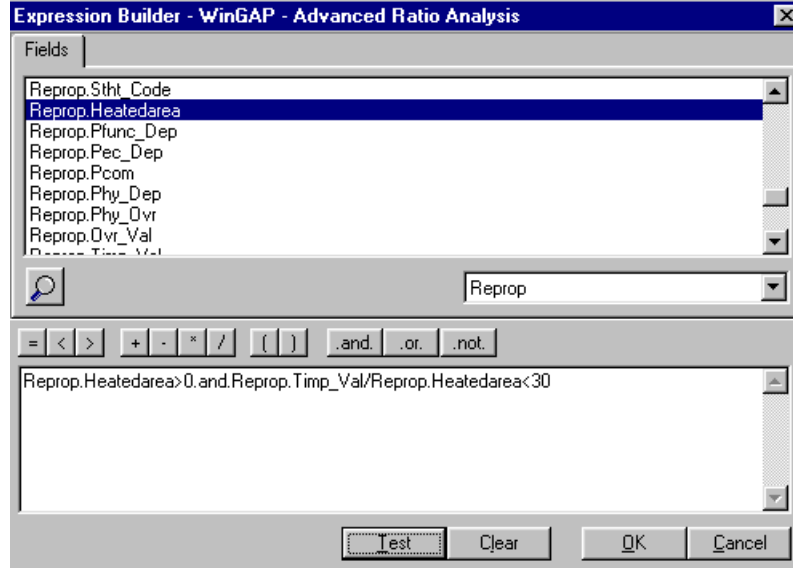 Expression Builder - WinGAP - Advanced Ratio Analysis
Fields
Reprop.Stht_Code
Reprop.Heatedarea
Reprop.Pfunc_Dep
Reprop.Pec_Dep
Reprop.Pcom
Reprop.Phy_Dep
Reprop.Phy_Ovr
Reprop.Ovr_Val
Reprop.Timp_Val
Reprop
= < > + - * / ( ) .and. .or. .not.
Reprop.Heatedarea>0.and.Reprop.Timp_Val/Reprop.Heatedarea<30
Test Clear OK Cancel